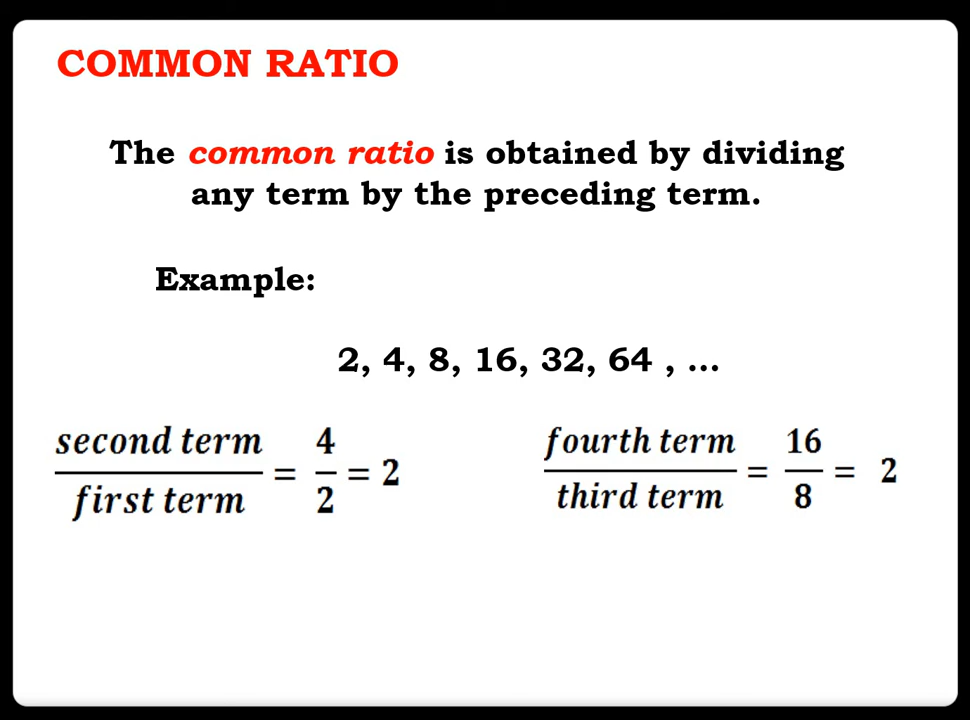 COMMON RATIO
The common ratio is obtained by dividing
any term by the preceding term.
Example:
2, 4, 8, 16, 32, 64 , ...
second term / first term = 4 / 2 = 2
fourth term / third term = 16 / 8 = 2